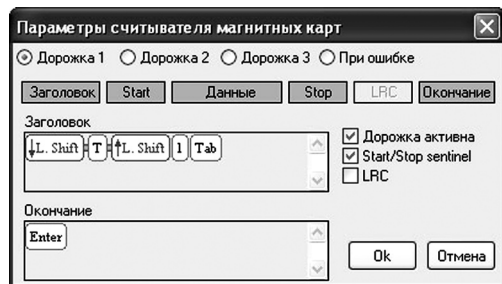 Параметры считывателя магнитных карт
Дорожка 1 Дорожка 2 Дорожка 3 При ошибке
Заголовок Start Данные Stop LRC Окончание
Заголовок
↓L. Shift T ↑L. Shift 1 Tab
Дорожка активна
Start/Stop sentinel
LRC
Окончание
Enter
Ok Отмена